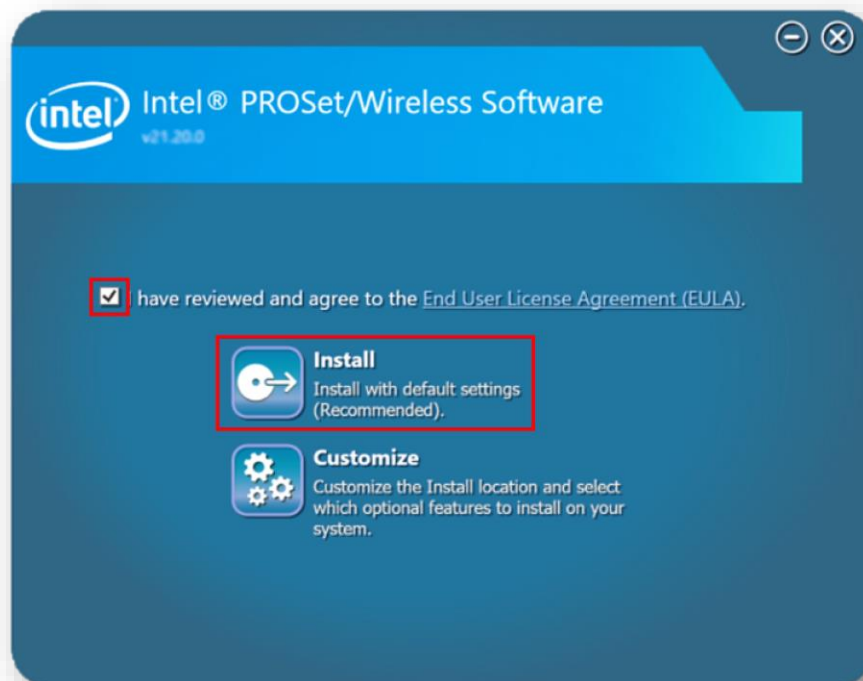 intel
Intel® PROSet/Wireless Software
v21.20.0
I have reviewed and agree to the End User License Agreement (EULA).
Install
Install with default settings
(Recommended).
Customize
Customize the Install location and select
which optional features to install on your
system.